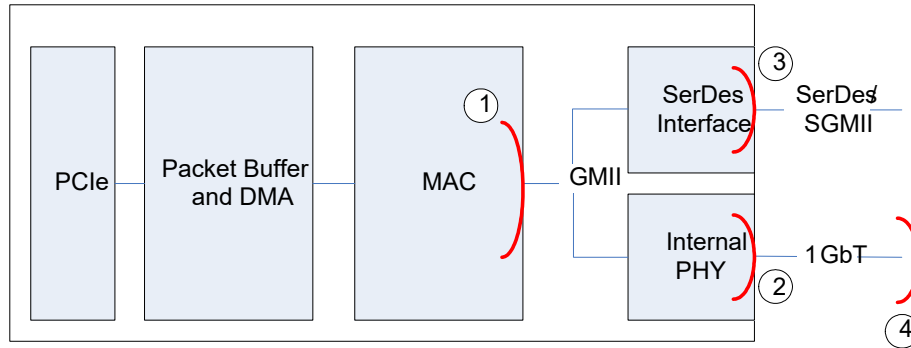 PCIe
Packet Buffer
and DMA
1
MAC
GMII
SerDes
Interface
3
SerDes/
SGMII
Internal
PHY
2
1GbT
4